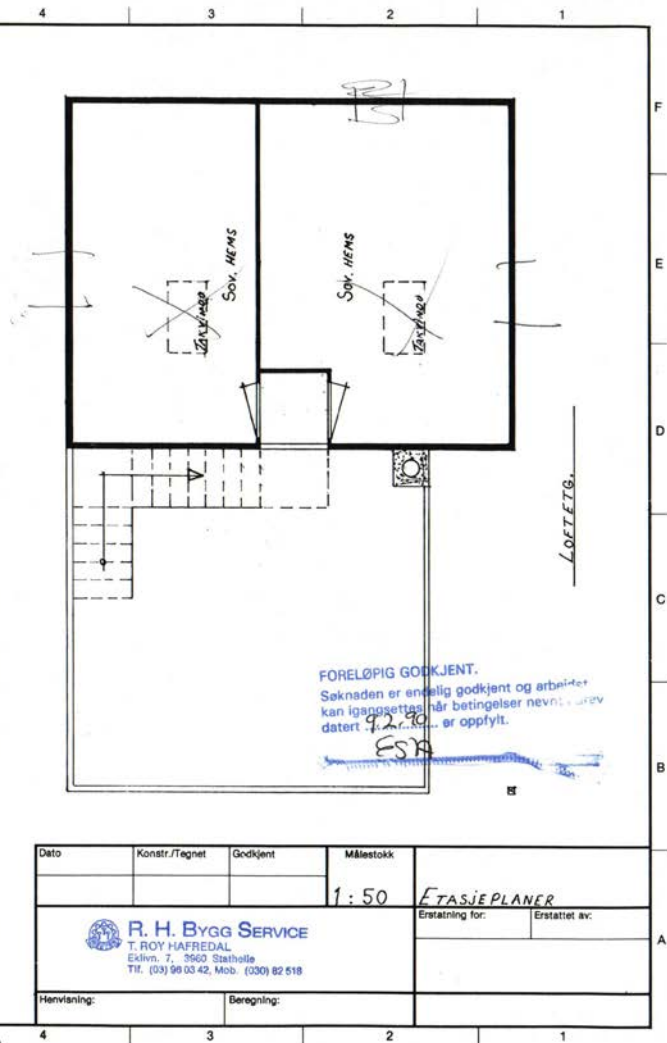 4 3 2 1
F
E
D
C
B
A
Sov. HEMS
TAKVINDU
Sov. HEMS
TAKVINDU
LOFTETG.
FORELØPIG GODKJENT.
Søknaden er endelig godkjent og arbeidet
kan igangsettes når betingelser nevnt brev
datert 9.2.90 er oppfylt.
Dato Konstr./Tegnet Godkjent Målestokk
1:50 ETASJEPLANER
Erstatning for: Erstattet av:
R. H. BYGG SERVICE
T. ROY HAFREDAL
Eklivn. 7, 3960 Stathelle
Tlf. (03) 96 03 42, Mob. (030) 82 518
Henvisning: Beregning:
4 3 2 1